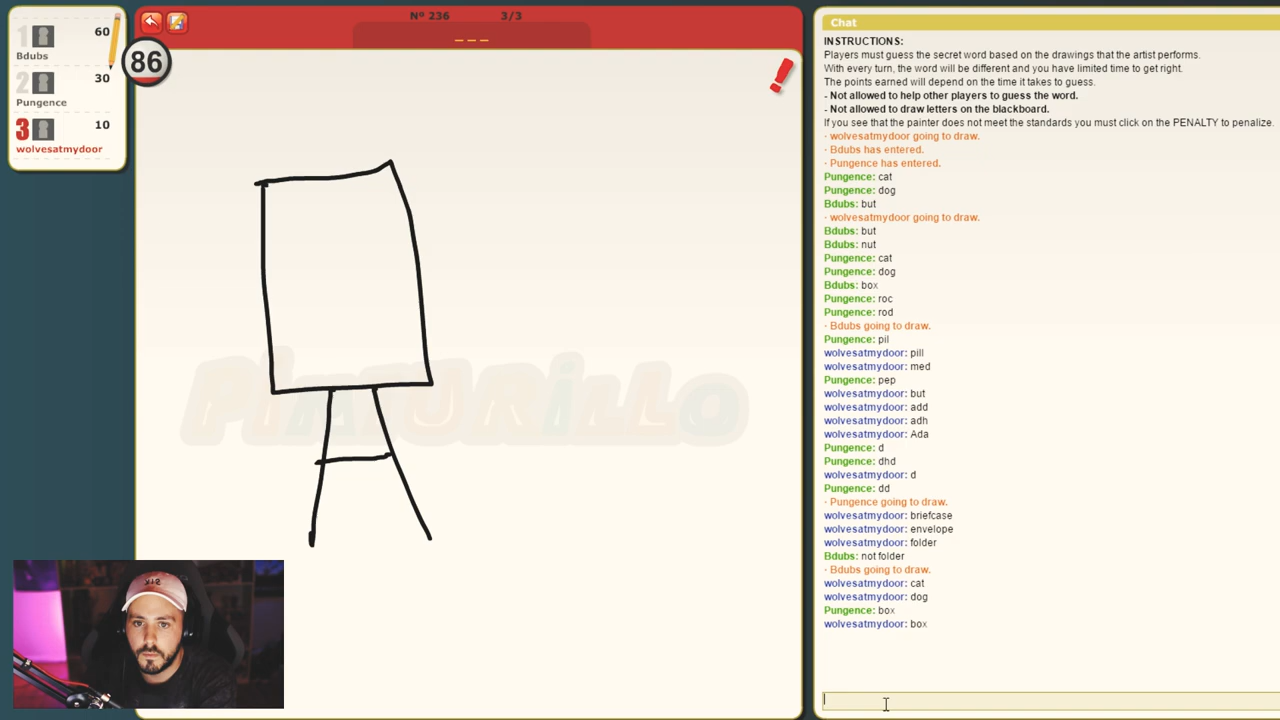 Nº 236 3/3
_ _ _
1 60
Bdubs
2 30
Pungence
3 10
wolvesatmydoor
86
PinTURiLLO
Chat
INSTRUCTIONS:
Players must guess the secret word based on the drawings that the artist performs.
With every turn, the word will be different and you have limited time to get right.
The points earned will depend on the time it takes to guess.
- Not allowed to help other players to guess the word.
- Not allowed to draw letters on the blackboard.
If you see that the painter does not meet the standards you must click on the PENALTY to penalize.
· wolvesatmydoor going to draw.
· Bdubs has entered.
· Pungence has entered.
Pungence: cat
Pungence: dog
Bdubs: but
· wolvesatmydoor going to draw.
Bdubs: but
Bdubs: nut
Pungence: cat
Pungence: dog
Bdubs: box
Pungence: roc
Pungence: rod
· Bdubs going to draw.
Pungence: pil
wolvesatmydoor: pill
wolvesatmydoor: med
Pungence: pep
wolvesatmydoor: but
wolvesatmydoor: add
wolvesatmydoor: adh
wolvesatmydoor: Ada
Pungence: d
Pungence: dhd
wolvesatmydoor: d
Pungence: dd
· Pungence going to draw.
wolvesatmydoor: briefcase
wolvesatmydoor: envelope
wolvesatmydoor: folder
Bdubs: not folder
· Bdubs going to draw.
wolvesatmydoor: cat
wolvesatmydoor: dog
Pungence: box
wolvesatmydoor: box